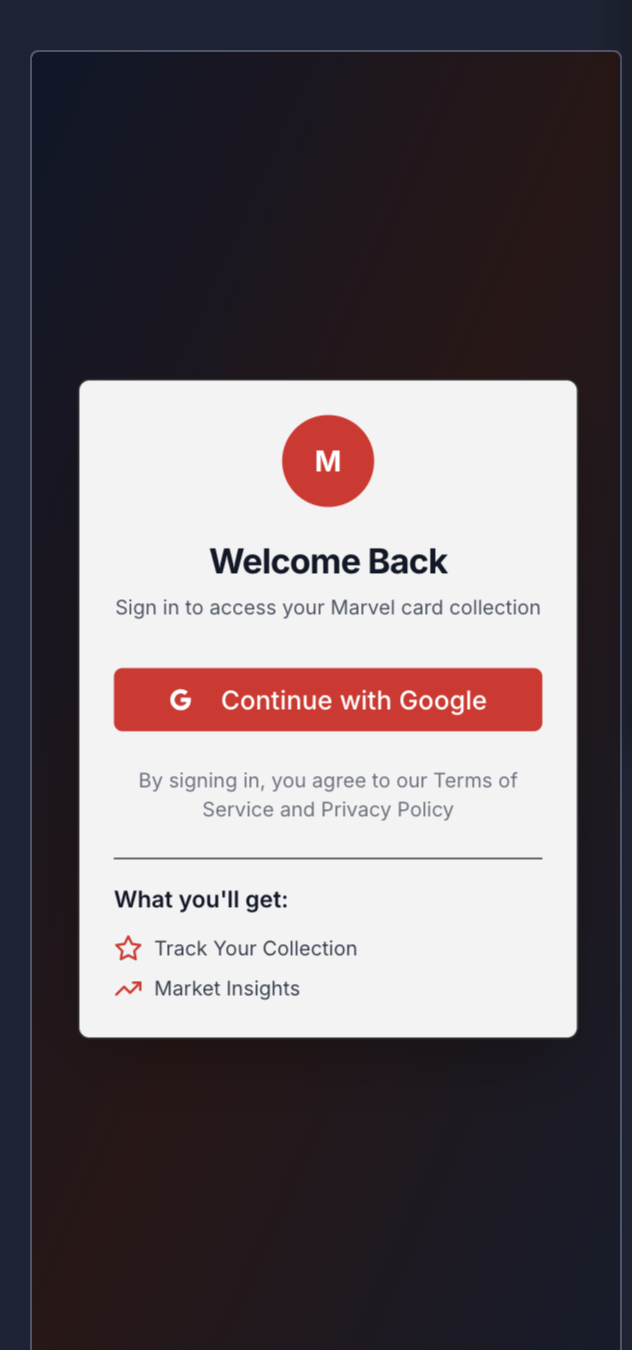 M
Welcome Back
Sign in to access your Marvel card collection
G Continue with Google
By signing in, you agree to our Terms of
Service and Privacy Policy
What you'll get:
Track Your Collection
Market Insights